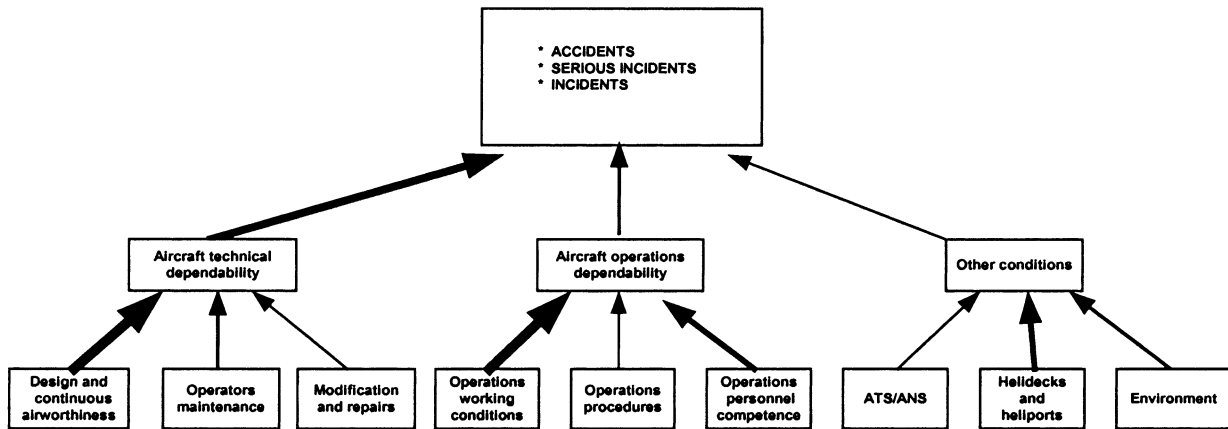 * ACCIDENTS
* SERIOUS INCIDENTS
* INCIDENTS
Aircraft technical
dependability
Aircraft operations
dependability
Other conditions
Design and
continuous
airworthiness
Operators
maintenance
Modification
and repairs
Operations
working
conditions
Operations
procedures
Operations
personnel
competence
ATS/ANS
Helidecks
and
heliports
Environment